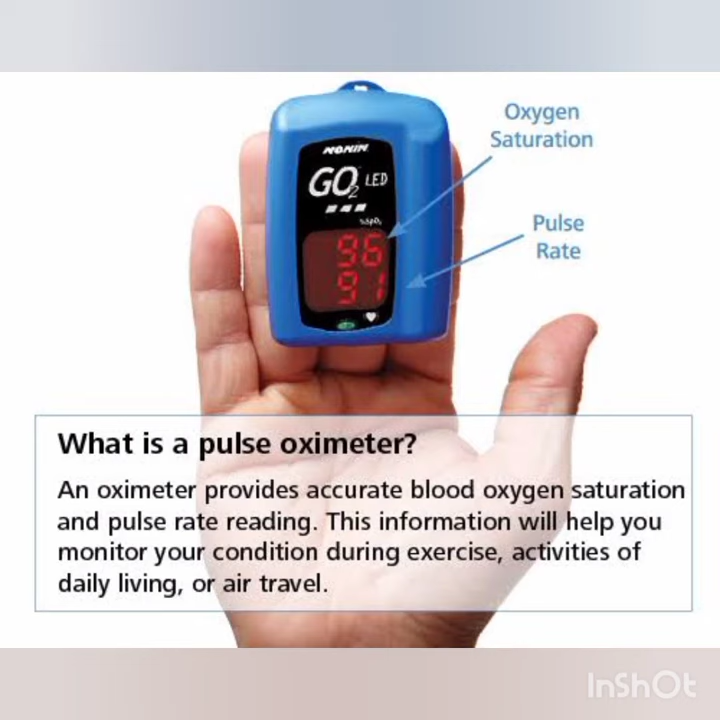 Oxygen
Saturation
NONIN
GO2 LED
%SpO₂
96
91
Pulse
Rate
What is a pulse oximeter?
An oximeter provides accurate blood oxygen saturation
and pulse rate reading. This information will help you
monitor your condition during exercise, activities of
daily living, or air travel.
InShOt